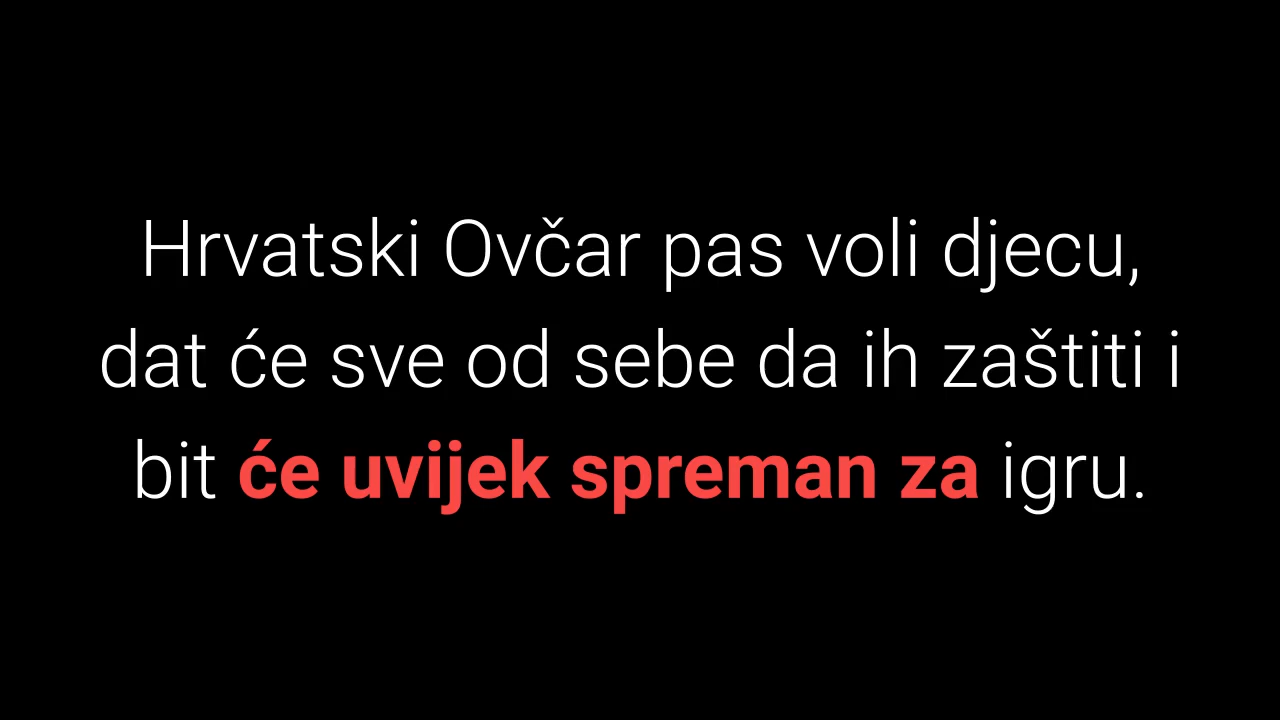 Hrvatski Ovčar pas voli djecu,
dat će sve od sebe da ih zaštiti i
bit će uvijek spreman za igru.